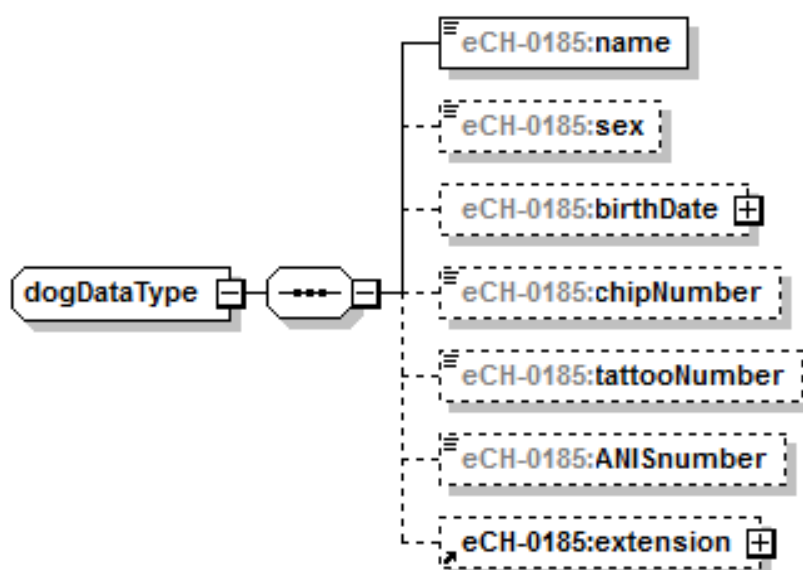 eCH-0185:name
eCH-0185:sex
eCH-0185:birthDate
dogDataType
eCH-0185:chipNumber
eCH-0185:tattooNumber
eCH-0185:ANISnumber
eCH-0185:extension